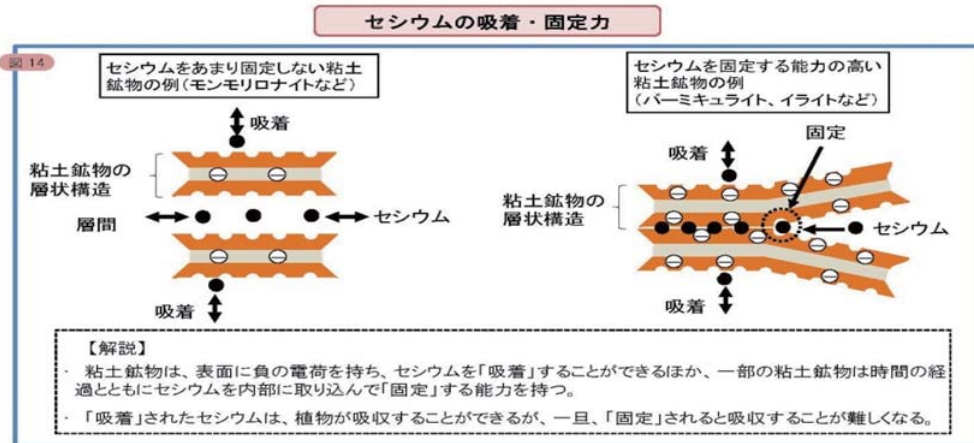 セシウムの吸着・固定力
図 14
セシウムをあまり固定しない粘土
鉱物の例(モンモリロナイトなど)
吸着
粘土鉱物の
層状構造
層間
セシウム
吸着
セシウムを固定する能力の高い
粘土鉱物の例
(バーミキュライト、イライトなど)
固定
吸着
粘土鉱物の
層状構造
セシウム
吸着
【解説】
・ 粘土鉱物は、表面に負の電荷を持ち、セシウムを「吸着」することができるほか、一部の粘土鉱物は時間の経
過とともにセシウムを内部に取り込んで「固定」する能力を持つ。
・ 「吸着」されたセシウムは、植物が吸収することができるが、一旦、「固定」されると吸収することが難しくなる。